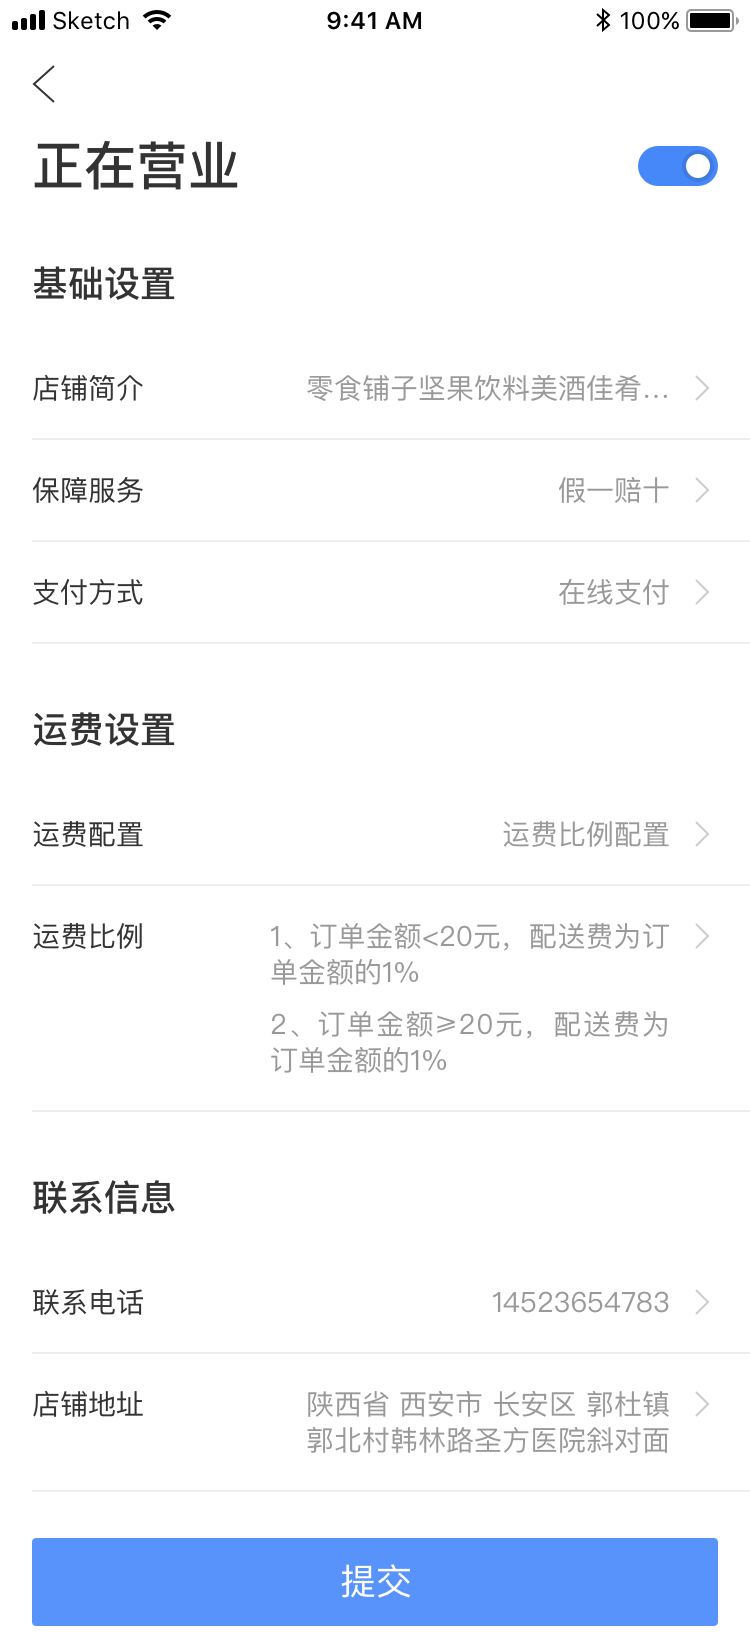 Sketch 9:41 AM 100%
正在营业
基础设置
店铺简介 零食铺子坚果饮料美酒佳肴...
保障服务 假一赔十
支付方式 在线支付
运费设置
运费配置 运费比例配置
运费比例 1、订单金额<20元，配送费为订
单金额的1%
2、订单金额≥20元，配送费为
订单金额的1%
联系信息
联系电话 14523654783
店铺地址 陕西省 西安市 长安区 郭杜镇
郭北村韩林路圣方医院斜对面
提交